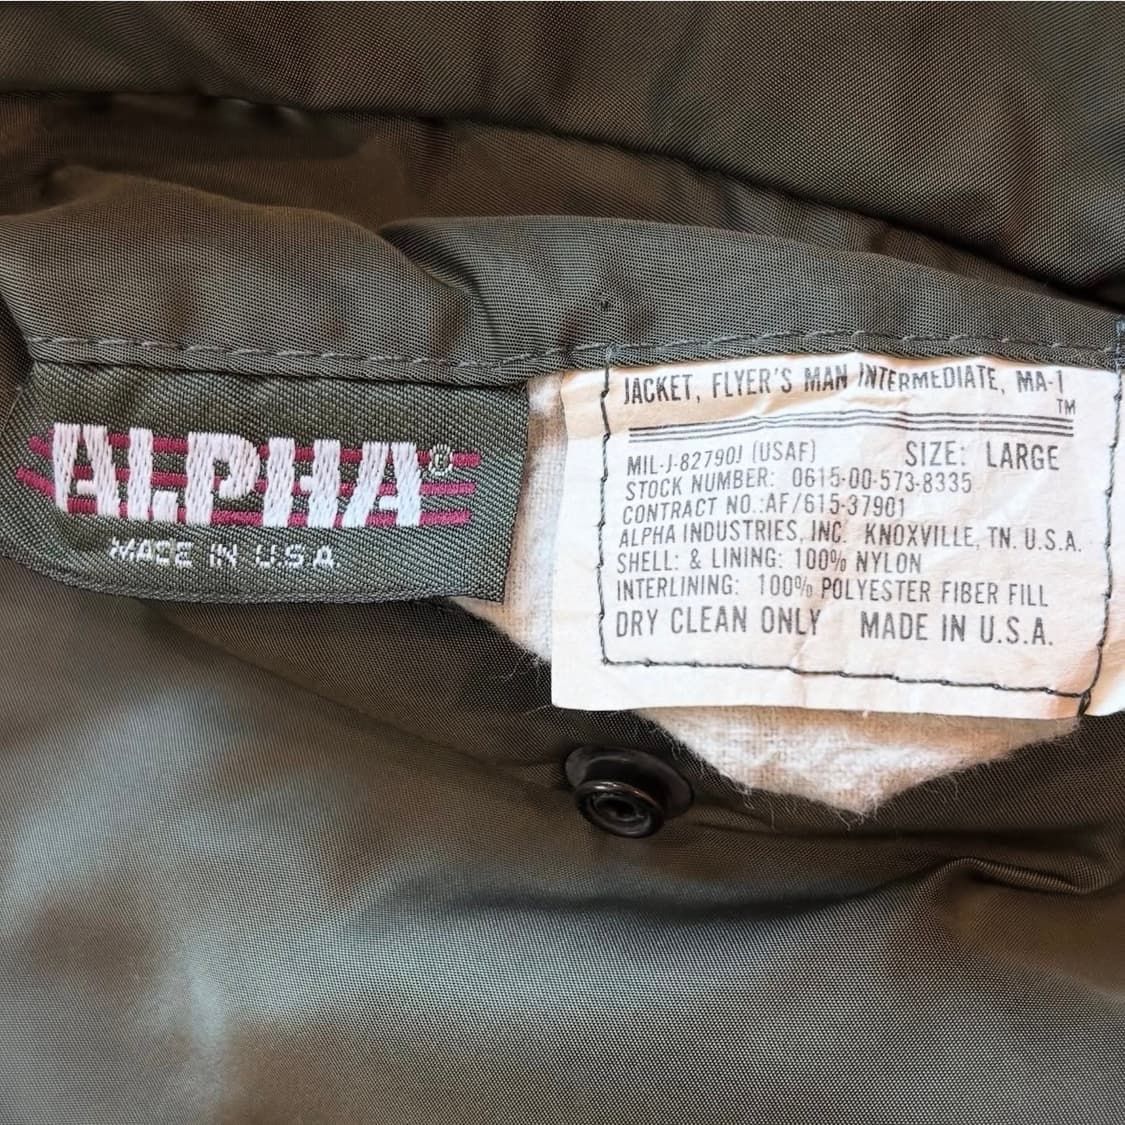 ALPHA®
MADE IN U.S.A.
JACKET, FLYER'S MAN INTERMEDIATE, MA-1
TM
MIL-J-82790J (USAF) SIZE: LARGE
STOCK NUMBER: 0615-00-573-8335
CONTRACT NO.:AF/615-37901
ALPHA INDUSTRIES, INC. KNOXVILLE, TN. U.S.A.
SHELL: & LINING: 100% NYLON
INTERLINING: 100% POLYESTER FIBER FILL
DRY CLEAN ONLY MADE IN U.S.A.